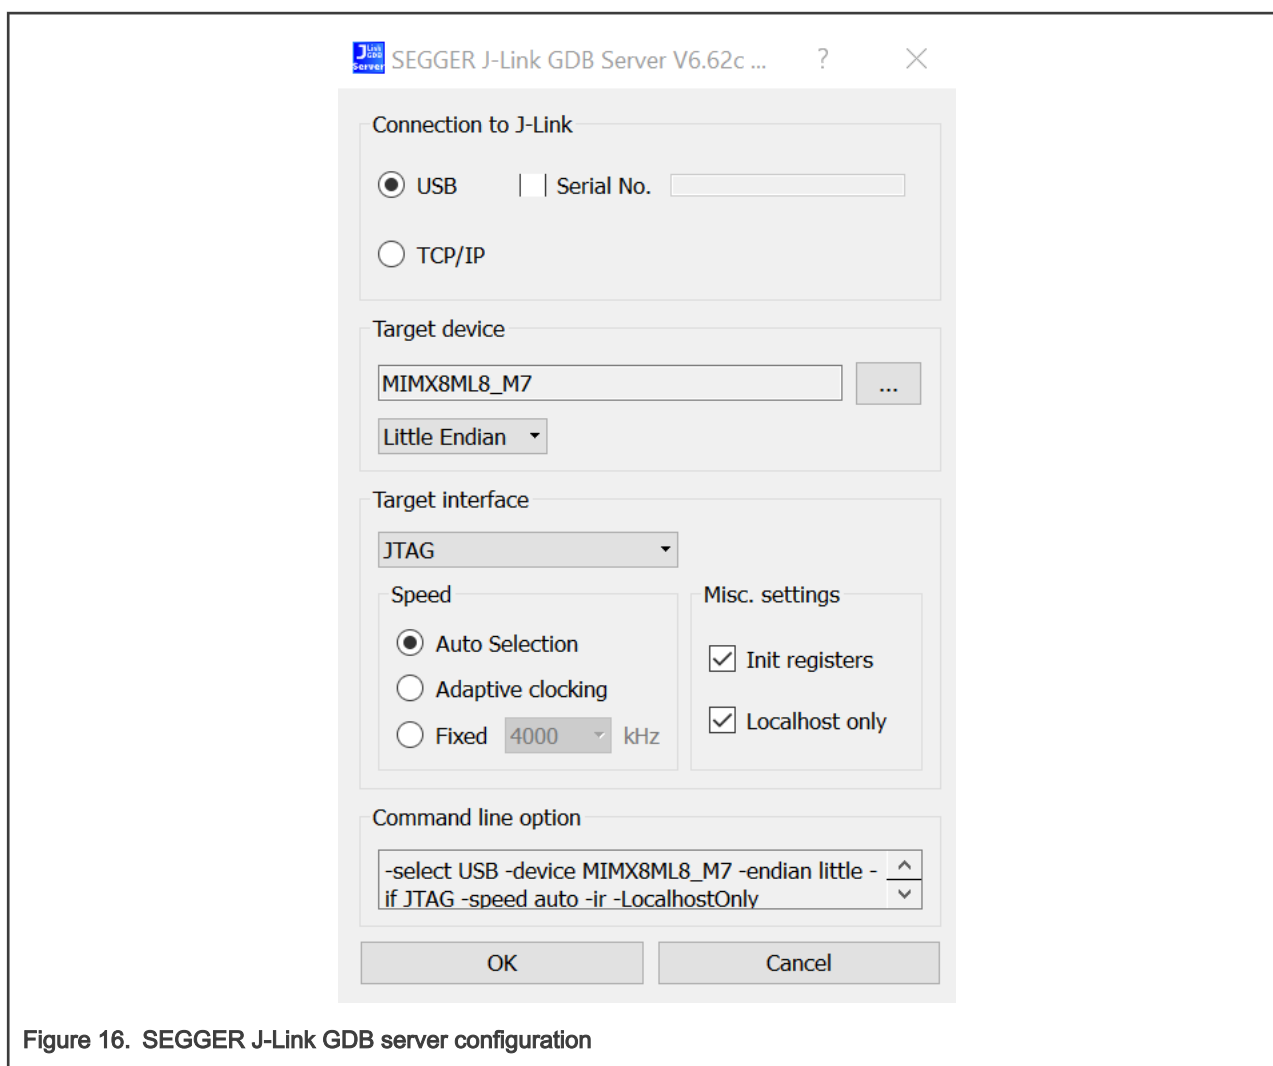 J Link GDB Server
SEGGER J-Link GDB Server V6.62c ... ?
Connection to J-Link
USB Serial No.
TCP/IP
Target device
MIMX8ML8_M7 ...
Little Endian
Target interface
JTAG
Speed Misc. settings
Auto Selection
Init registers
Adaptive clocking
Localhost only
Fixed 4000 kHz
Command line option
-select USB -device MIMX8ML8_M7 -endian little -
if JTAG -speed auto -ir -LocalhostOnly
OK Cancel
Figure 16. SEGGER J-Link GDB server configuration